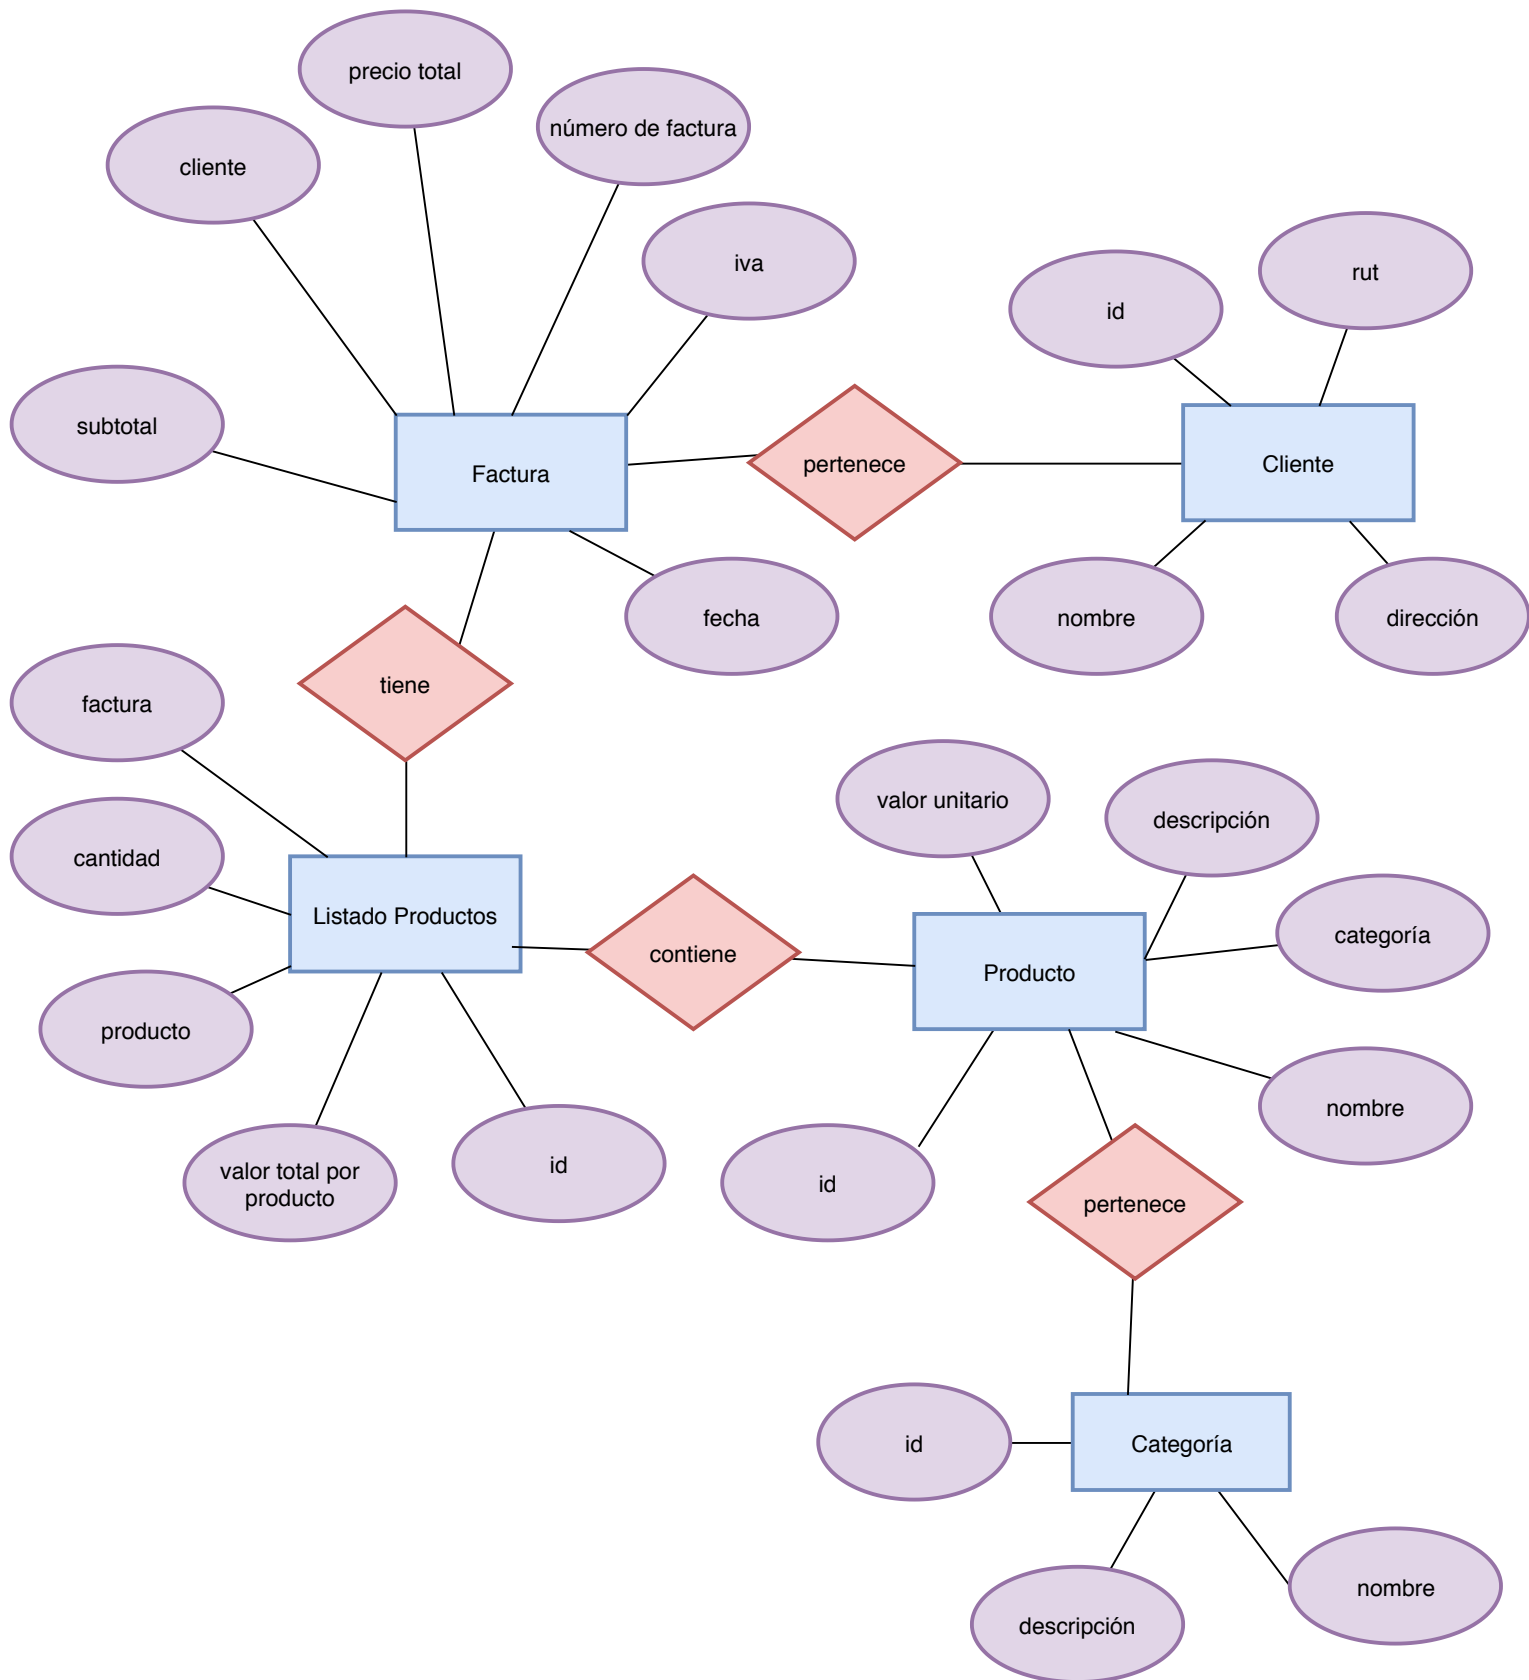 precio total
número de factura
cliente
iva
rut
id
subtotal
Factura
pertenece
Cliente
fecha
nombre
dirección
tiene
factura
valor unitario
descripción
cantidad
Listado Productos
categoría
contiene
Producto
producto
nombre
valor total por
producto
id
id
pertenece
id
Categoría
nombre
descripción